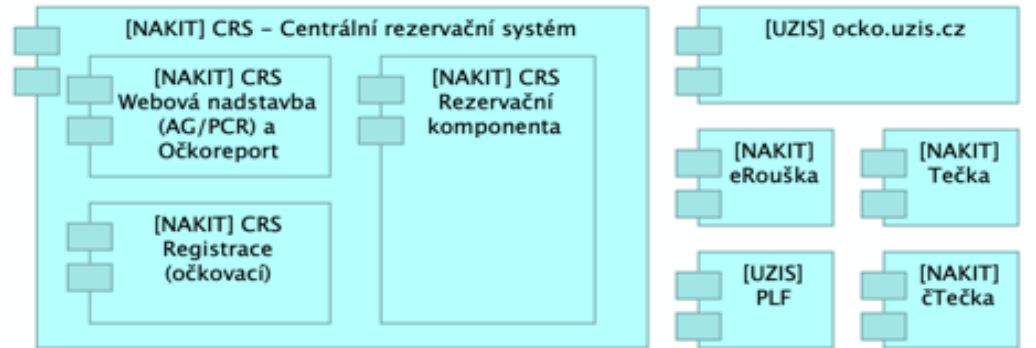 [NAKIT] CRS – Centrální rezervační systém
[NAKIT] CRS
Webová nadstavba
(AG/PCR) a
Očkoreport
[NAKIT] CRS
Rezervační
komponenta
[NAKIT] CRS
Registrace
(očkovací)
[UZIS] ocko.uzis.cz
[NAKIT]
eRouška
[NAKIT]
Tečka
[UZIS]
PLF
[NAKIT]
čTečka